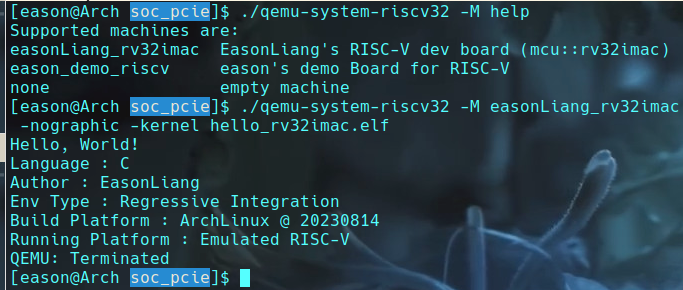 [eason@Arch soc_pcie]$ ./qemu-system-riscv32 -M help
Supported machines are:
easonLiang_rv32imac  EasonLiang's RISC-V dev board (mcu::rv32imac)
eason_demo_riscv     eason's demo Board for RISC-V
none                 empty machine
[eason@Arch soc_pcie]$ ./qemu-system-riscv32 -M easonLiang_rv32imac
 -nographic -kernel hello_rv32imac.elf
Hello, World!
Language : C
Author : EasonLiang
Env Type : Regressive Integration
Build Platform : ArchLinux @ 20230814
Running Platform : Emulated RISC-V
QEMU: Terminated
[eason@Arch soc_pcie]$